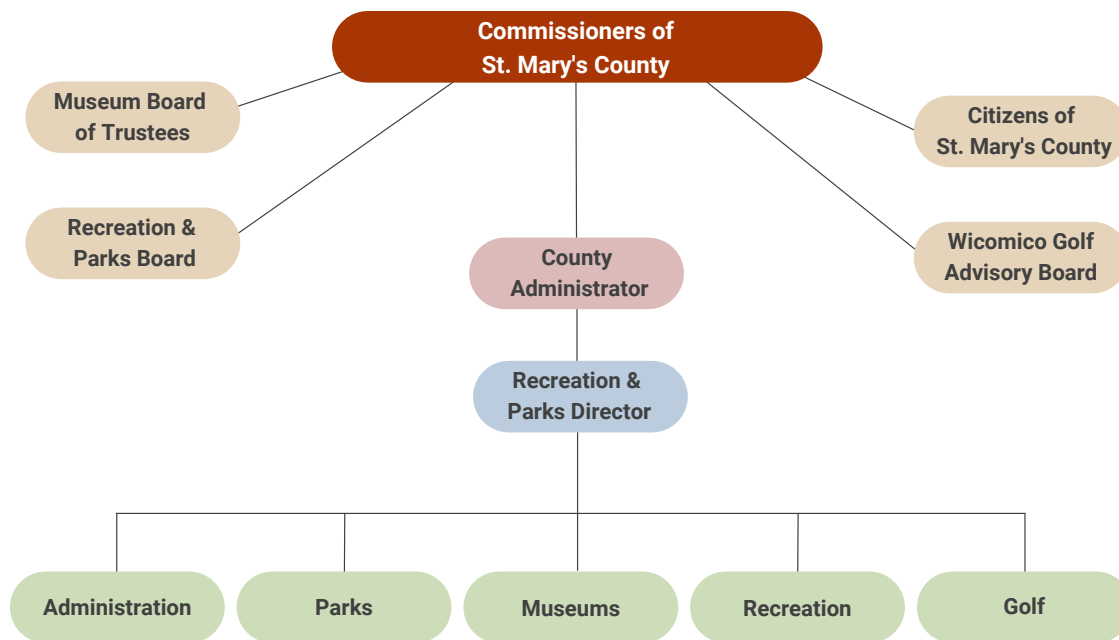 Commissioners of
St. Mary's County
Museum Board
of Trustees
Citizens of
St. Mary's County
Recreation &
Parks Board
Wicomico Golf
Advisory Board
County
Administrator
Recreation &
Parks Director
Administration
Parks
Museums
Recreation
Golf